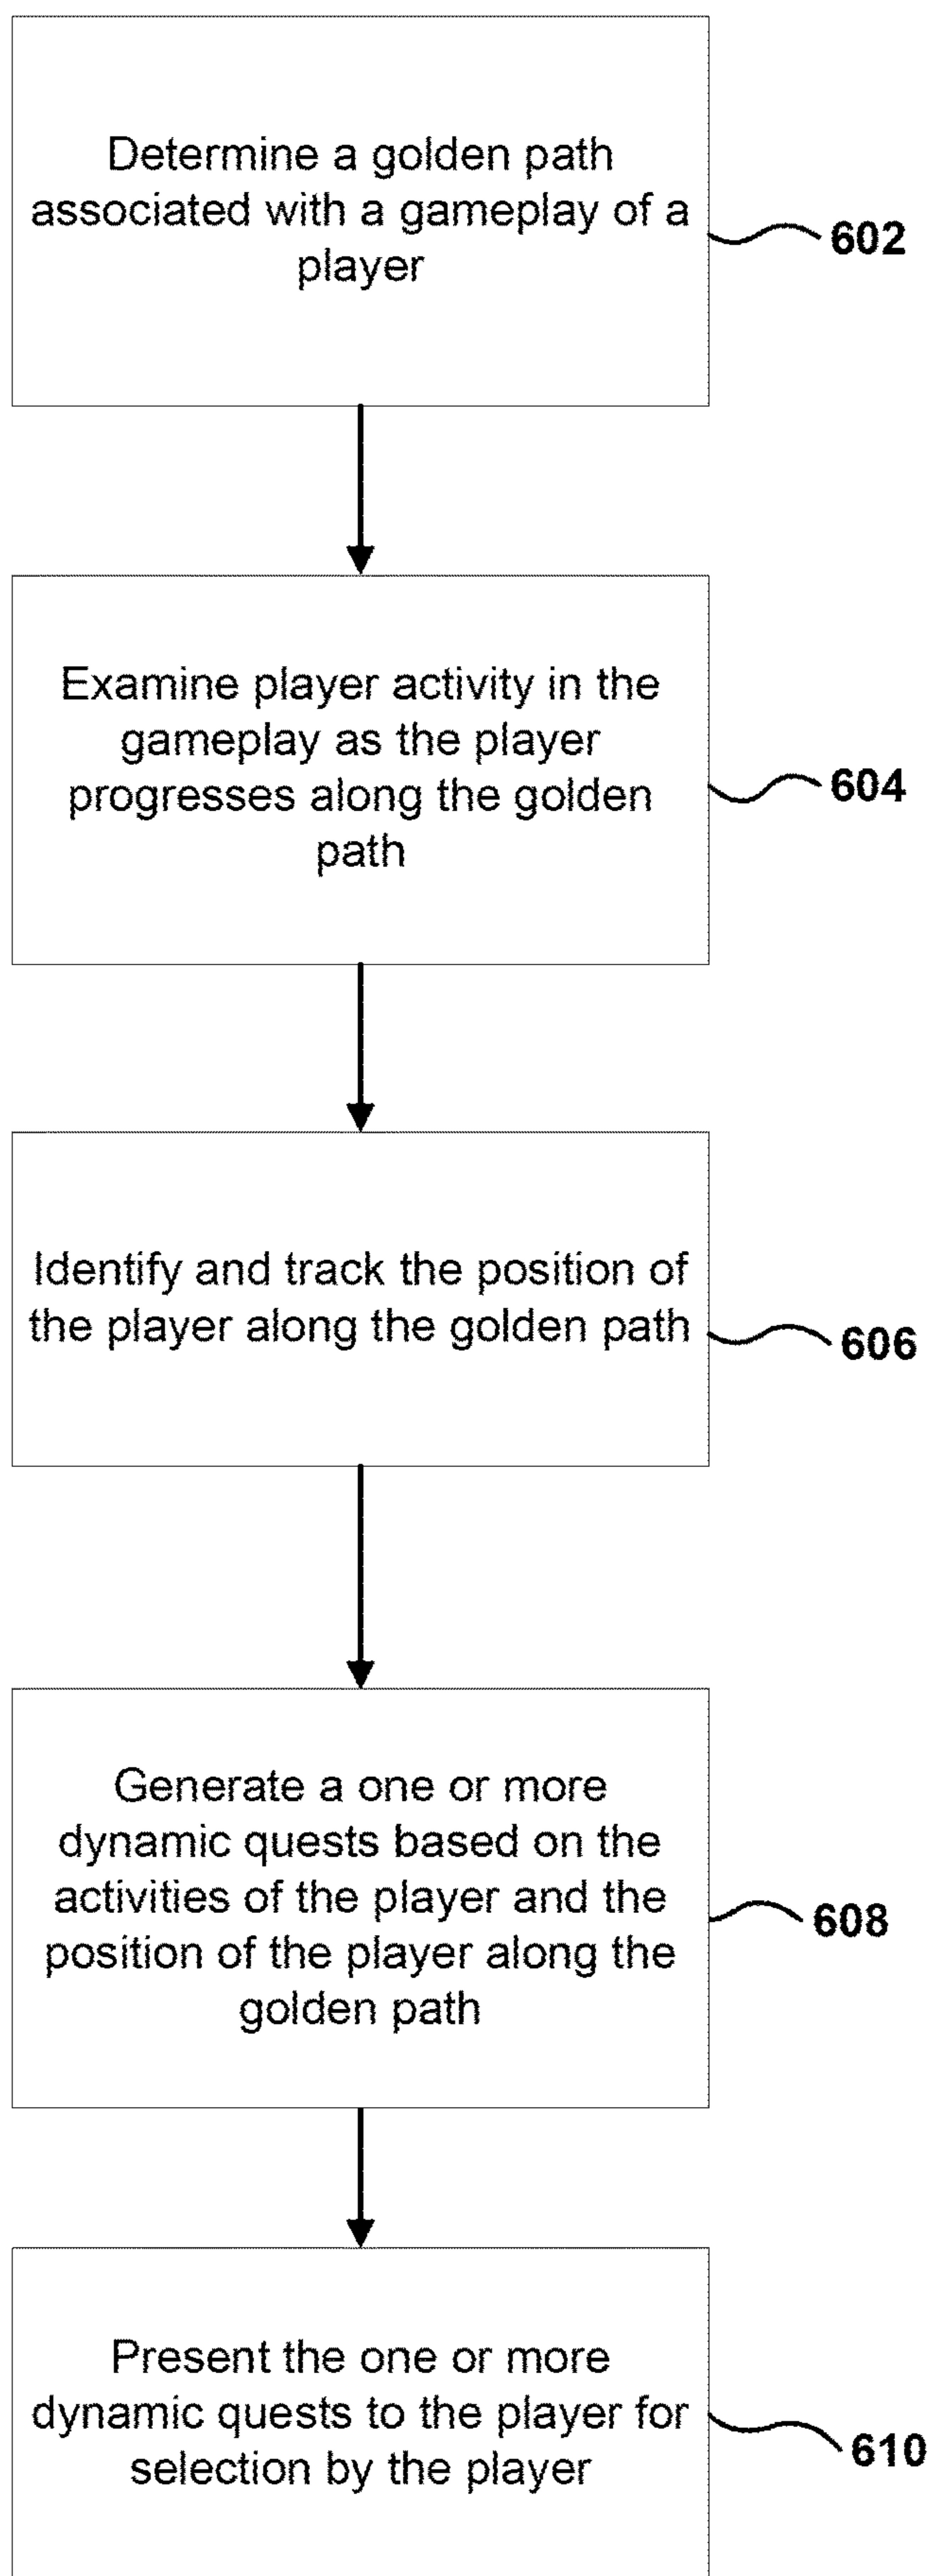 Determine a golden path
associated with a gameplay of a
player
602
Examine player activity in the
gameplay as the player
progresses along the golden
path
604
Identify and track the position of
the player along the golden path
606
Generate a one or more
dynamic quests based on the
activities of the player and the
position of the player along the
golden path
608
Present the one or more
dynamic quests to the player for
selection by the player
610